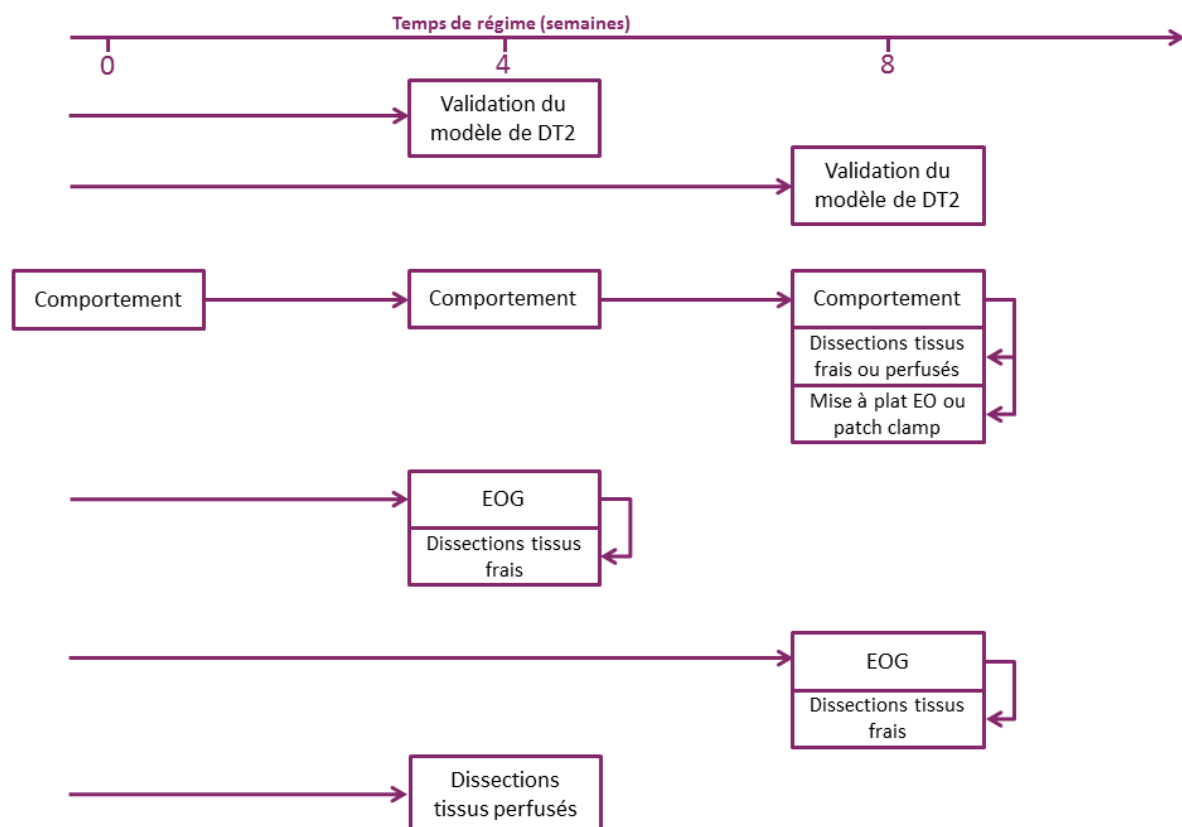 Temps de régime (semaines)
0
4
8
Validation du
modèle de DT2
Validation du
modèle de DT2
Comportement
Comportement
Comportement
Dissections tissus
frais ou perfusés
Mise à plat EO ou
patch clamp
EOG
Dissections tissus
frais
EOG
Dissections tissus
frais
Dissections
tissus perfusés